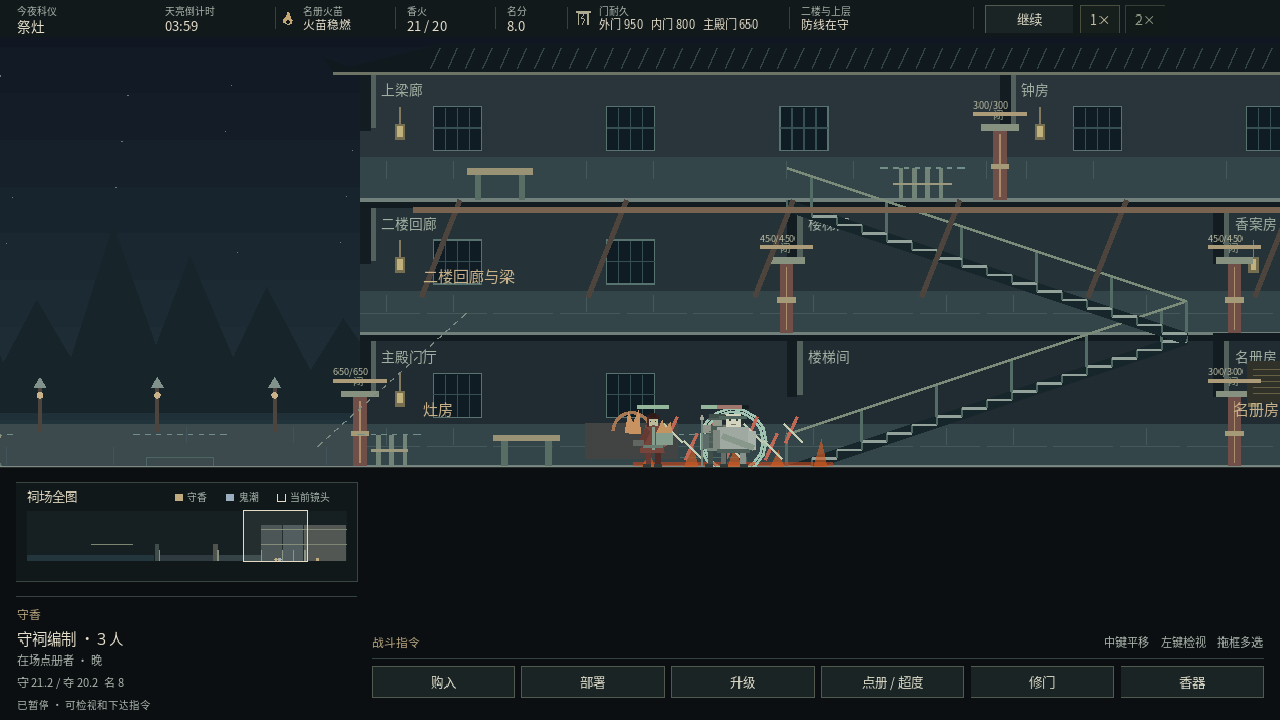 今夜科仪
祭灶
天亮倒计时
03:59
名册火苗
火苗稳燃
香火
21 / 20
名分
8.0
门耐久
外门 950 内门 800 主殿门 650
二楼与上层
防线在守
继续
1×
2×
上梁廊
钟房
300/300
闭
二楼回廊
楼梯
香案房
450/450
闭
450/450
闭
二楼回廊与梁
主殿门厅
楼梯间
名册房
650/650
闭
300/300
闭
灶房
名册房
祠场全图
守香
鬼潮
当前镜头
守香
守祠编制 · 3 人
在场点册者 · 晚
守 21.2 / 夺 20.2 名 8
已暂停 · 可检视和下达指令
战斗指令
中键平移 左键检视 拖框多选
购入
部署
升级
点册 / 超度
修门
香器